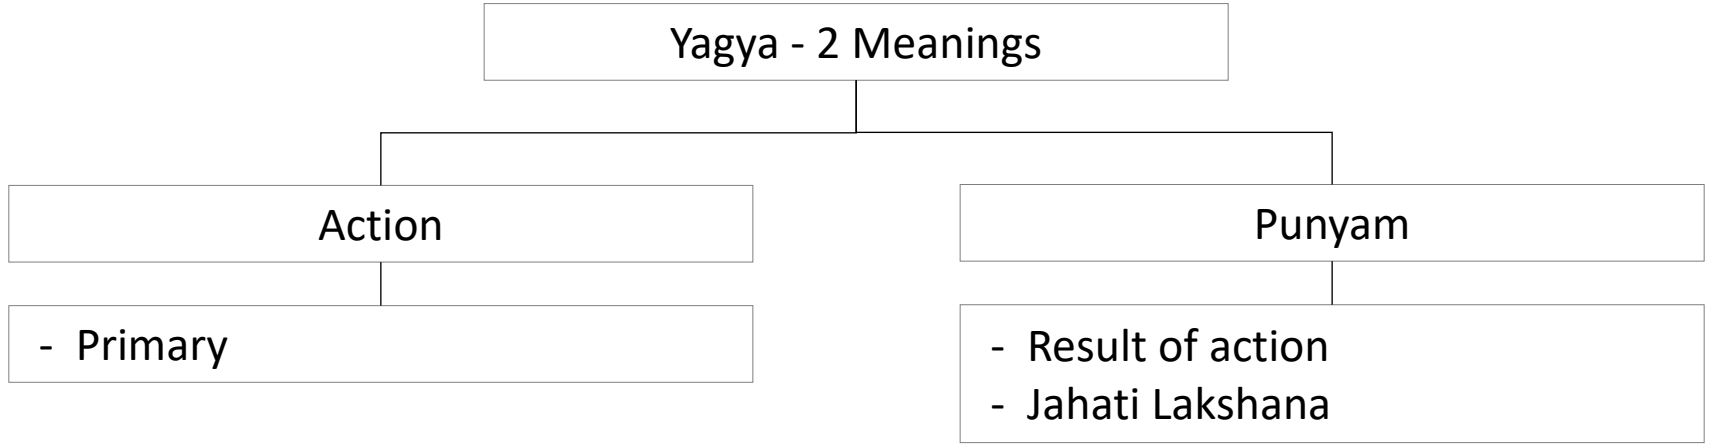 Yagya - 2 Meanings
Action
Punyam
- Primary
- Result of action
- Jahati Lakshana